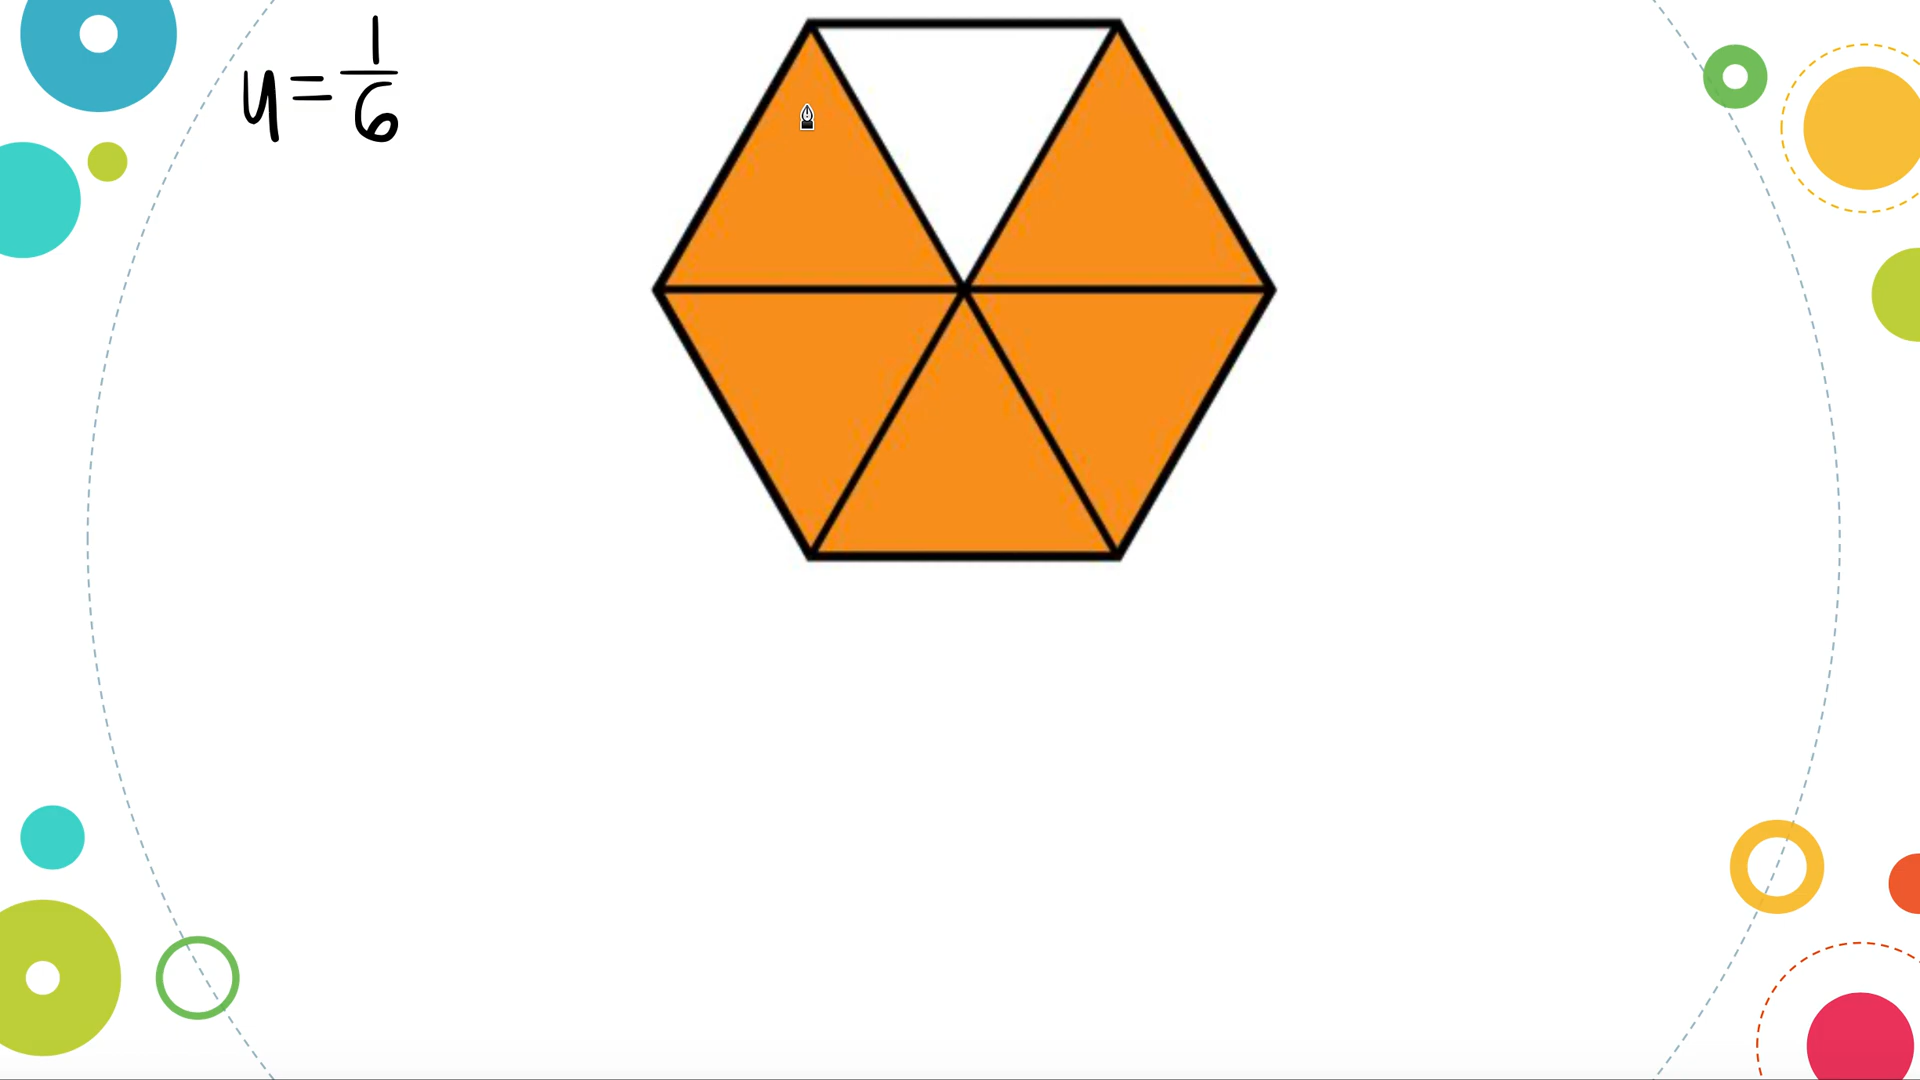 u = 1/6